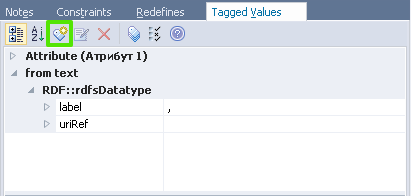 Notes Constraints Redefines Tagged Values
Attribute (Атрибут 1)
from text
RDF::rdfsDatatype
label ,
uriRef